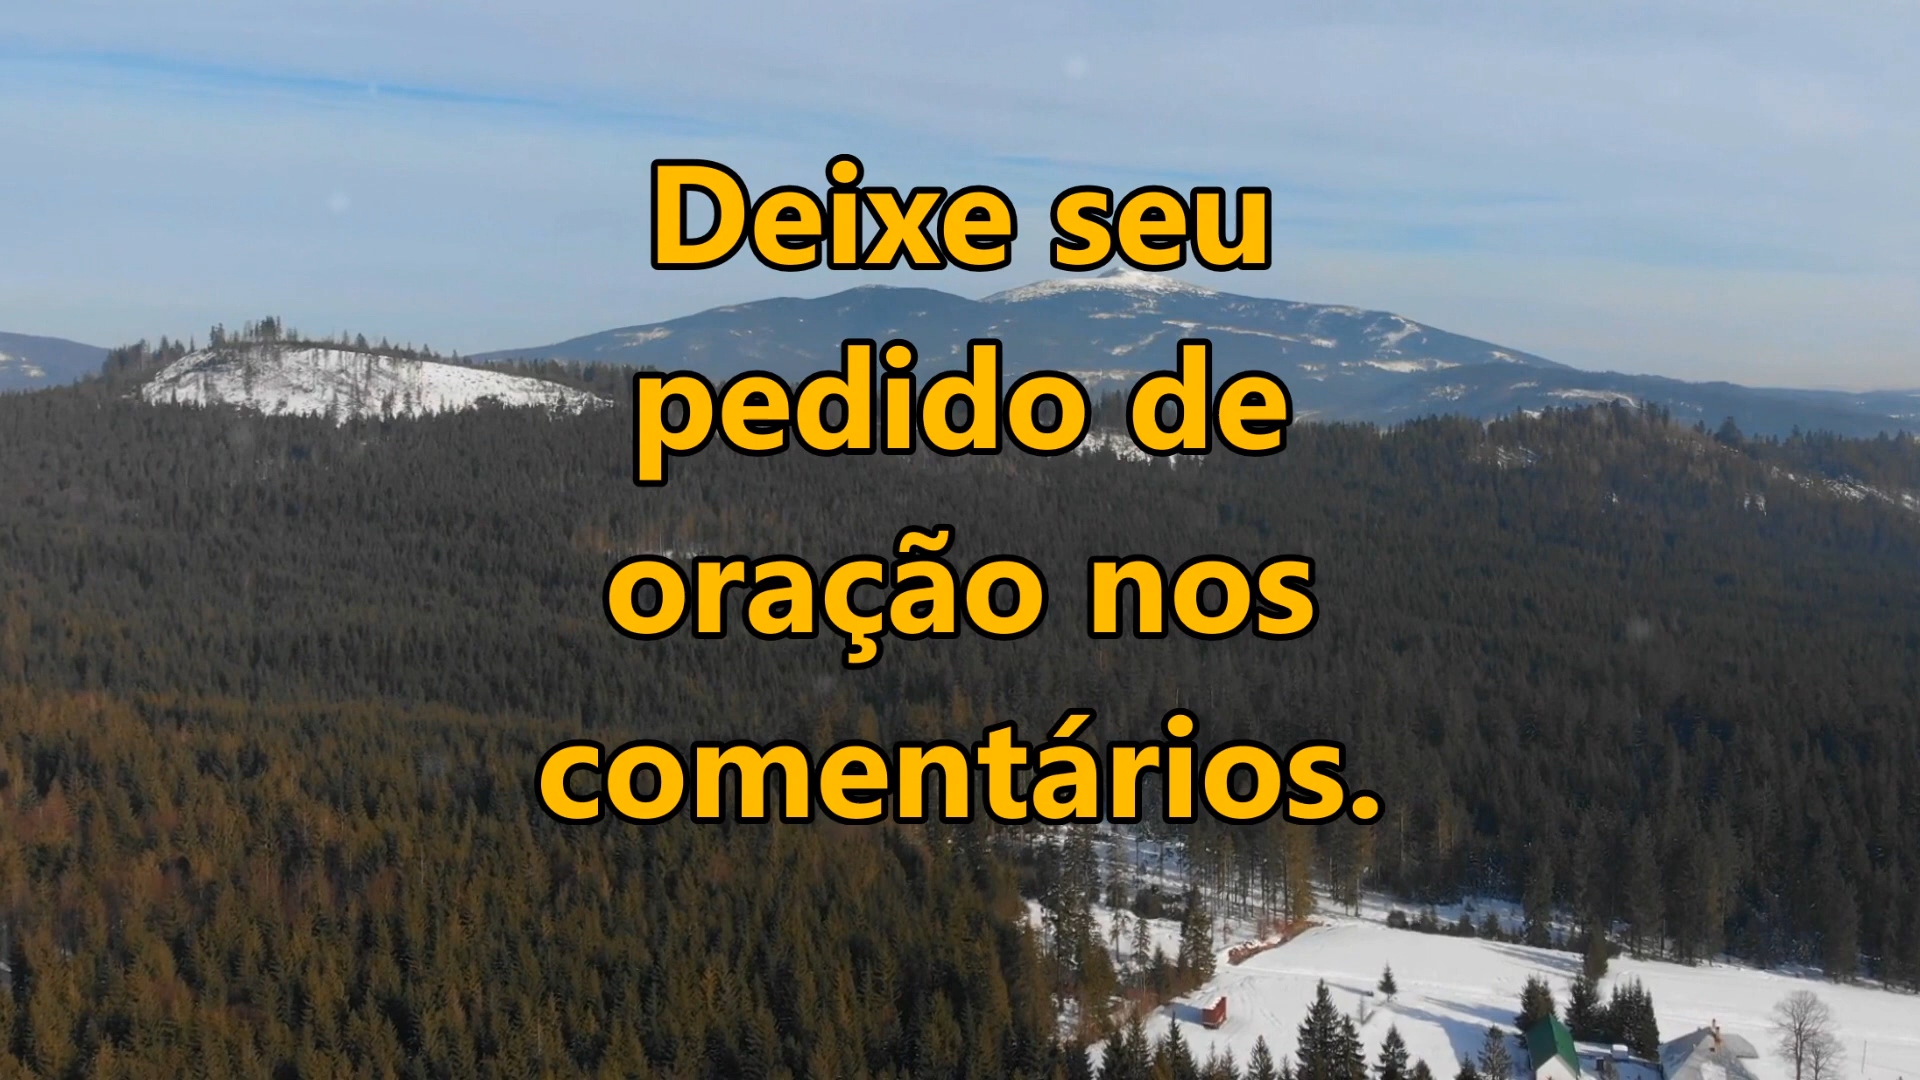 Deixe seu
pedido de
oração nos
comentários.